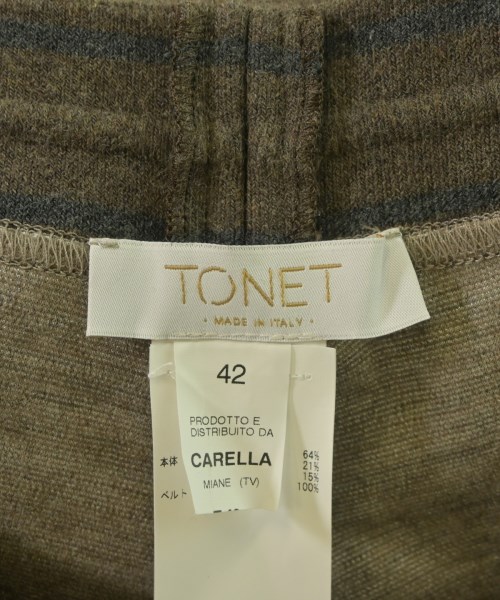 TONET
· MADE IN ITALY ·
42
PRODOTTO E
DISTRIBUITO DA
CARELLA
MIANE (TV)
本体
ベルト
64%
21%
15%
100%